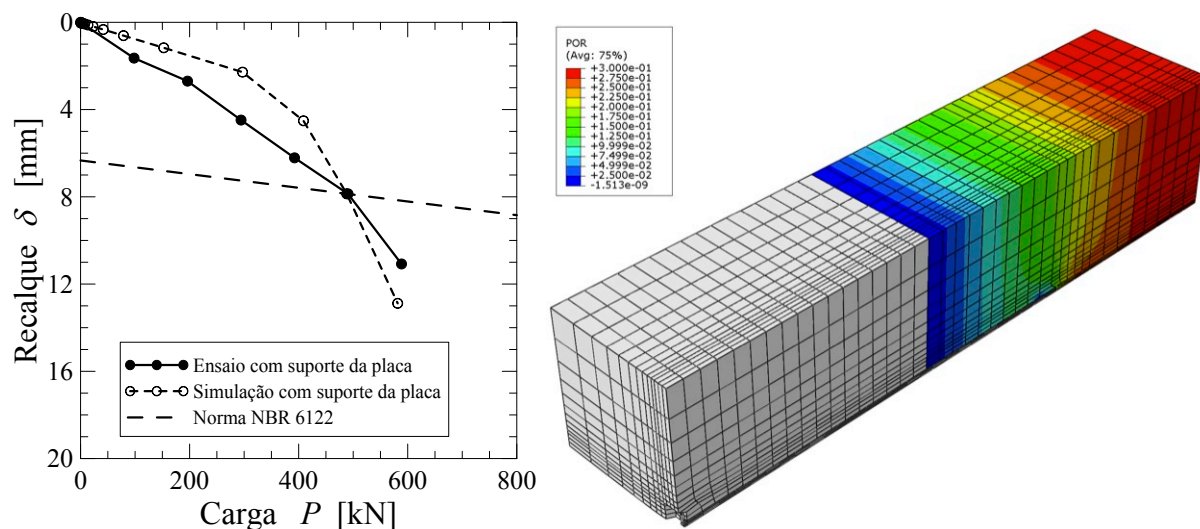 0
4
8
12
16
20
Recalque δ [mm]
Ensaio com suporte da placa
Simulação com suporte da placa
Norma NBR 6122
0 200 400 600 800
Carga P [kN]
POR
(Avg: 75%)
+3.000e-01
+2.750e-01
+2.500e-01
+2.250e-01
+2.000e-01
+1.750e-01
+1.500e-01
+1.250e-01
+9.999e-02
+7.499e-02
+4.999e-02
+2.500e-02
-1.513e-09